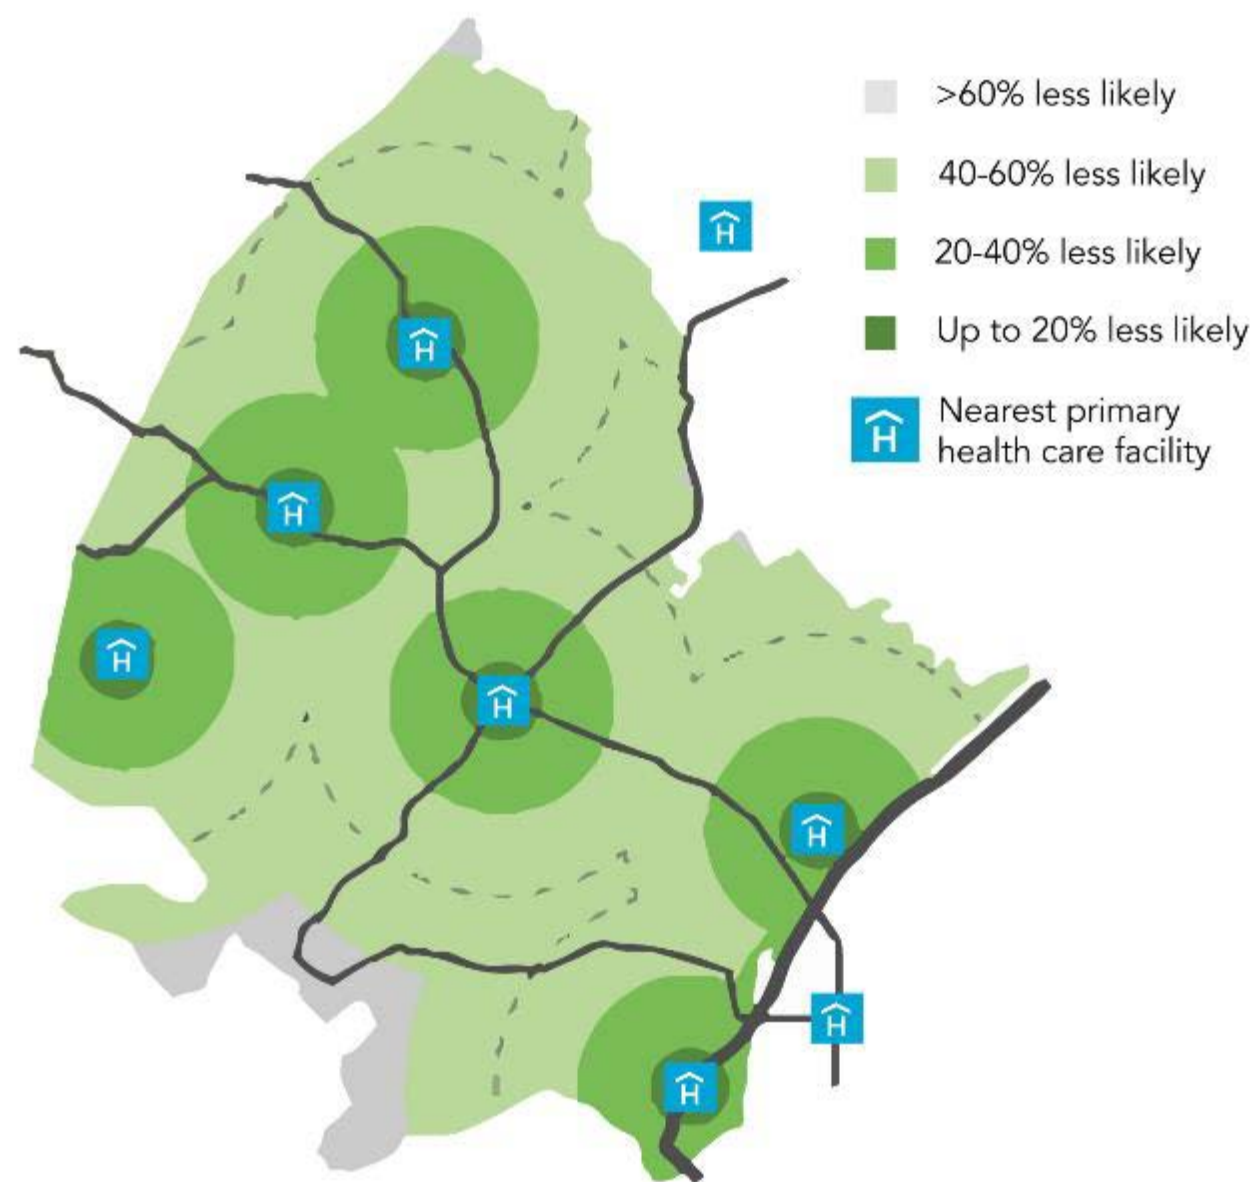 >60% less likely
40-60% less likely
20-40% less likely
Up to 20% less likely
Nearest primary
health care facility
H
H
H
H
H
H
H
H
H